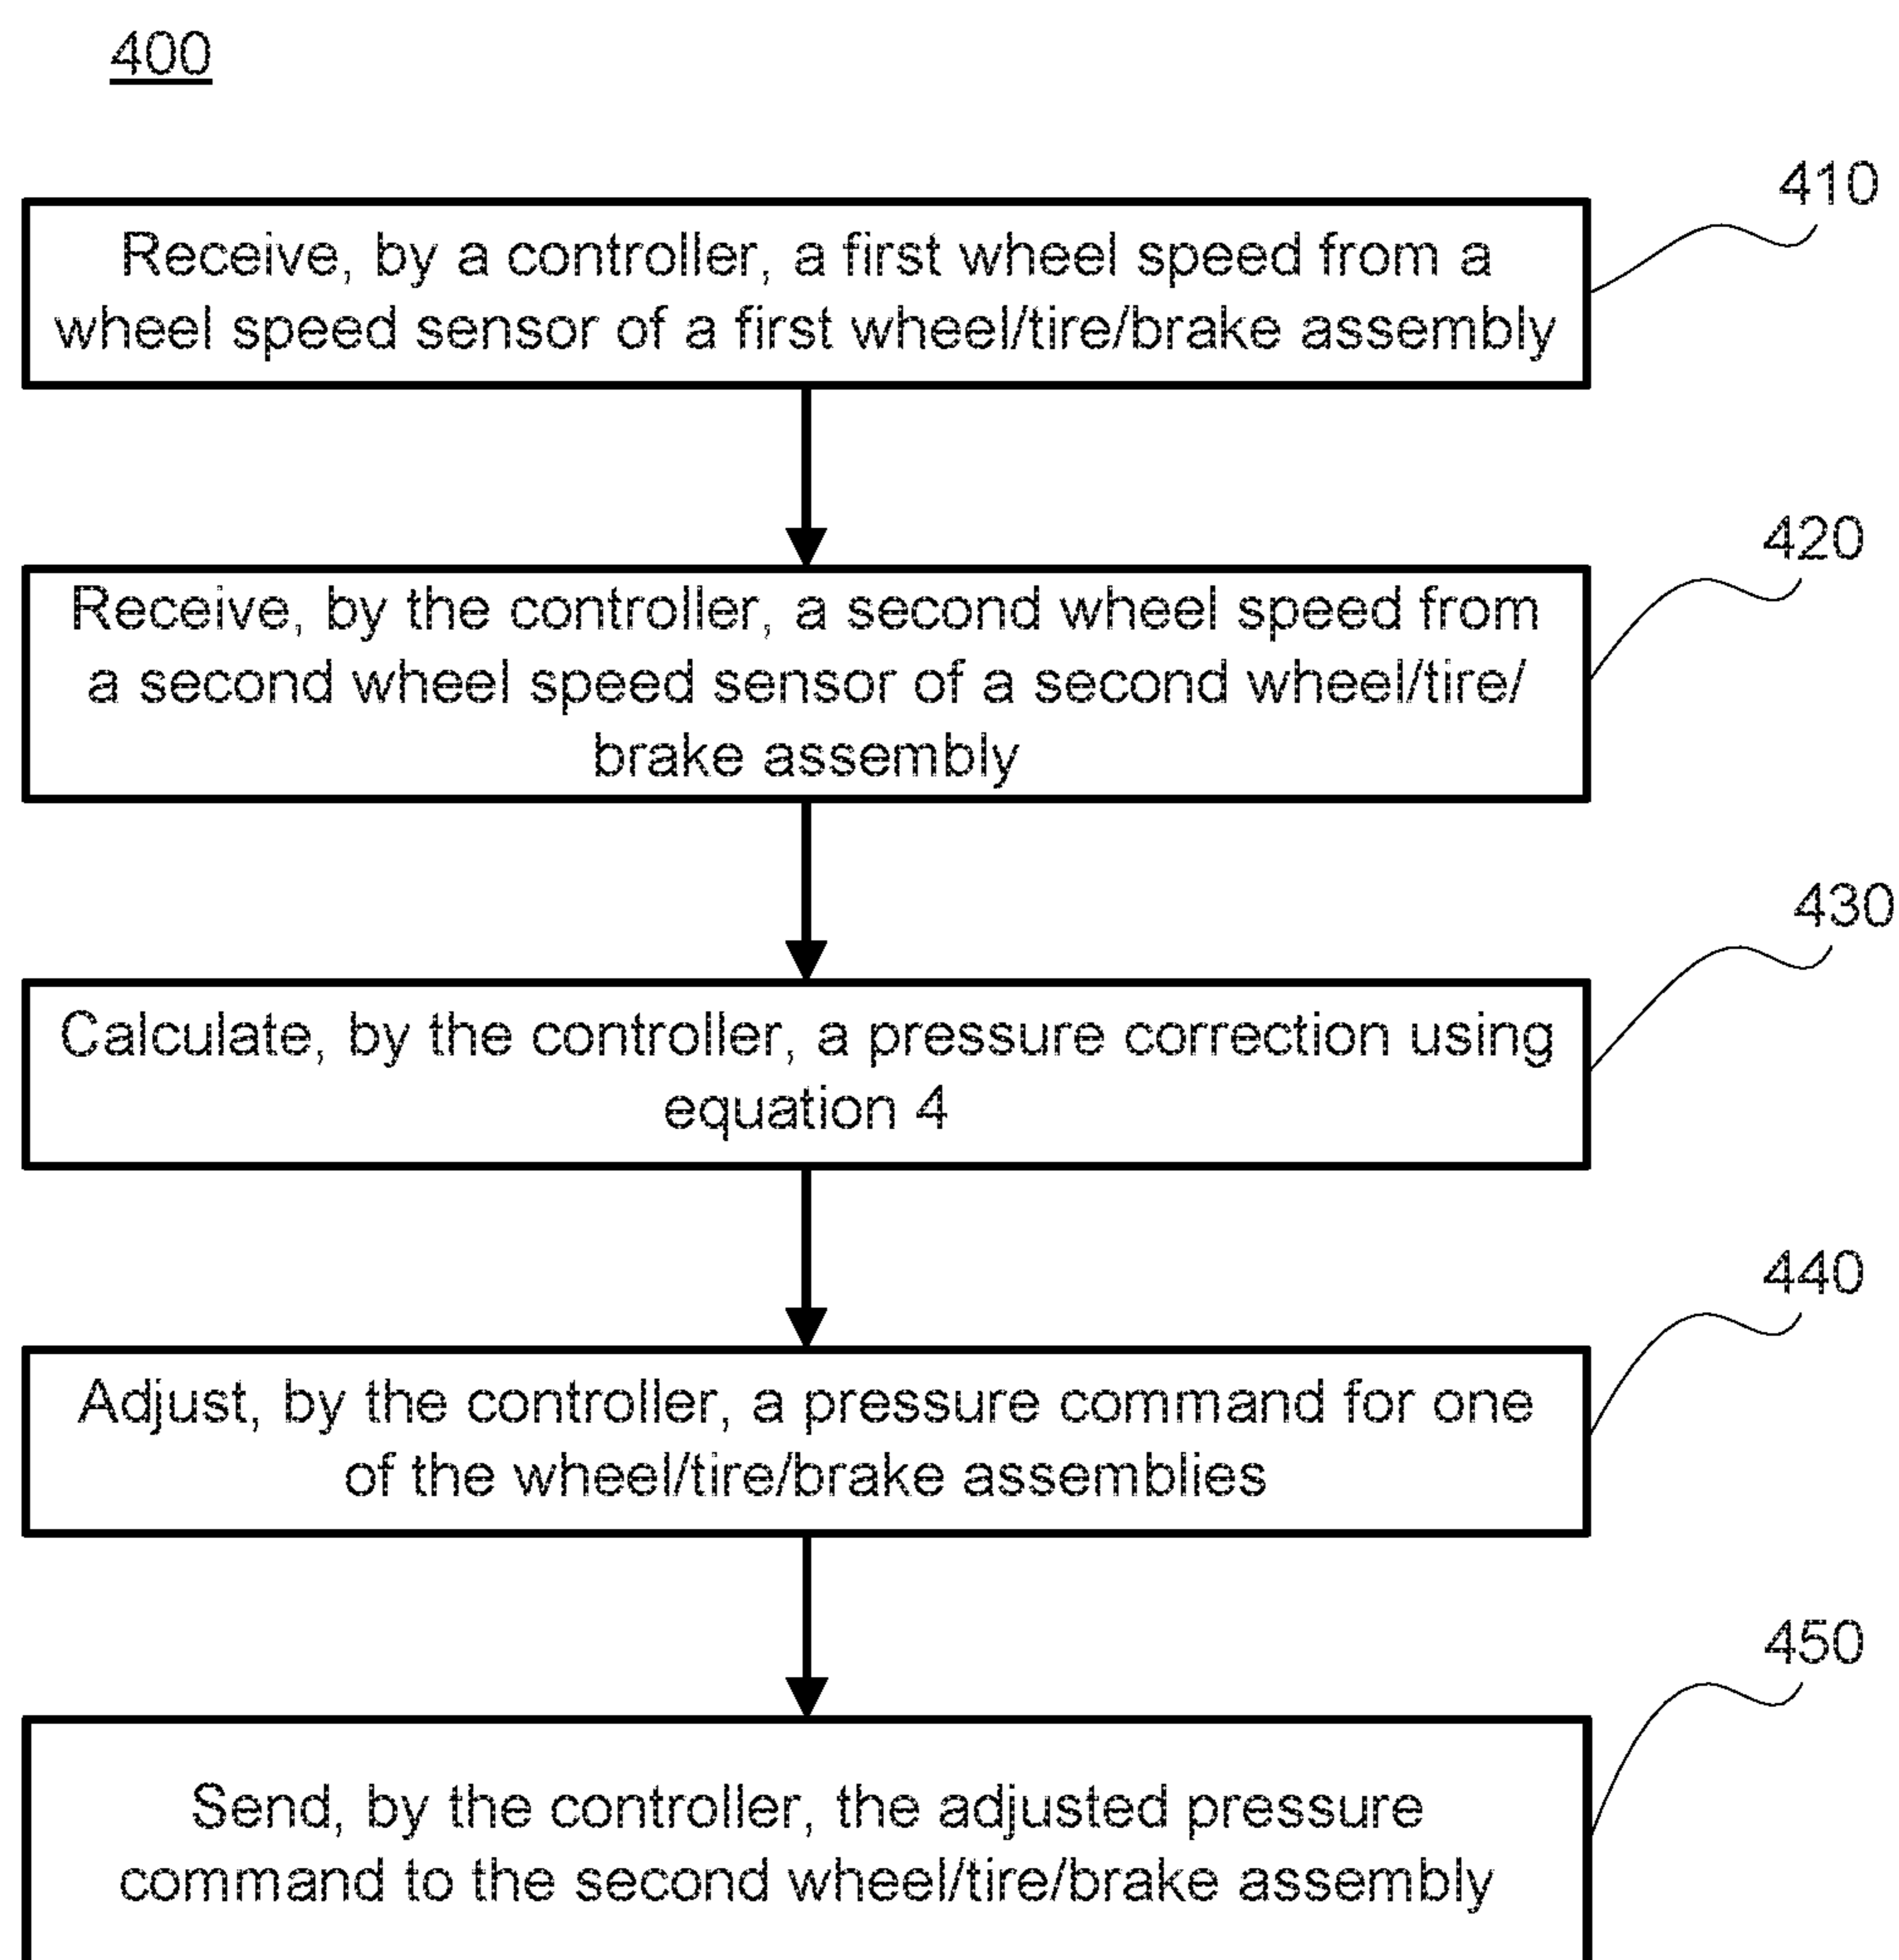 400
410
Receive, by a controller, a first wheel speed from a
wheel speed sensor of a first wheel/tire/brake assembly
420
Receive, by the controller, a second wheel speed from
a second wheel speed sensor of a second wheel/tire/
brake assembly
430
Calculate, by the controller, a pressure correction using
equation 4
440
Adjust, by the controller, a pressure command for one
of the wheel/tire/brake assemblies
450
Send, by the controller, the adjusted pressure
command to the second wheel/tire/brake assembly